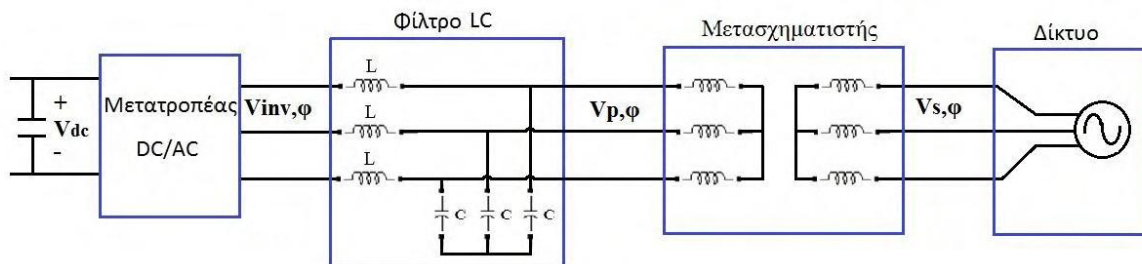 Φίλτρο LC
Μετασχηματιστής
Δίκτυο
+
Vdc
-
Μετατροπέας
DC/AC
Vinv,φ
L
L
L
C
C
C
Vp,φ
Vs,φ